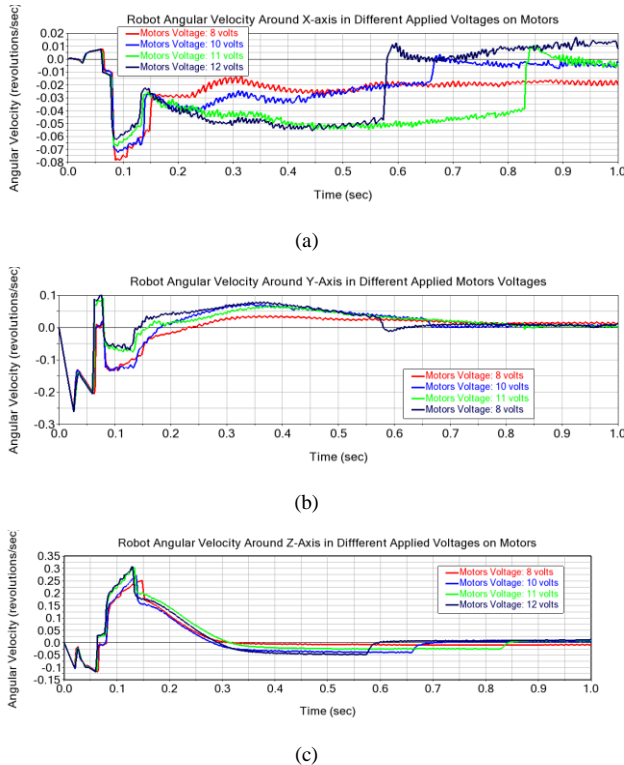 Robot Angular Velocity Around X-axis in Different Applied Voltages on Motors
Angular Velocity (revolutions/sec)
0.02
0.01
0.0
-0.01
-0.03
-0.04
-0.05
-0.06
-0.07
-0.08
Motors Voltage: 8 volts
Motors Voltage: 10 volts
Motors Voltage: 11 volts
Motors Voltage: 12 volts
0.0 0.1 0.2 0.3 0.4 0.5 0.6 0.7 0.8 0.9 1.0
Time (sec)
(a)
Robot Angular Velocity Around Y-Axis in Different Applied Motors Voltages
Angular Velocity (revolutions/sec)
0.1
0.0
-0.1
-0.2
-0.3
Motors Voltage: 8 volts
Motors Voltage: 10 volts
Motors Voltage: 11 volts
Motors Voltage: 8 volts
0.0 0.1 0.2 0.3 0.4 0.5 0.6 0.7 0.8 0.9 1.0
Time (sec)
(b)
Robot Angular Velocity Around Z-Axis in Diffferent Applied Voltages on Motors
Angular Velocity (revolutions/sec)
0.35
0.3
0.25
0.2
0.15
0.1
0.05
0.0
-0.05
-0.1
-0.15
Motors Voltage: 8 volts
Motors Voltage: 10 volts
Motors Voltage: 11 volts
Motors Voltage: 12 volts
0.0 0.1 0.2 0.3 0.4 0.5 0.6 0.7 0.8 0.9 1.0
Time (sec)
(c)